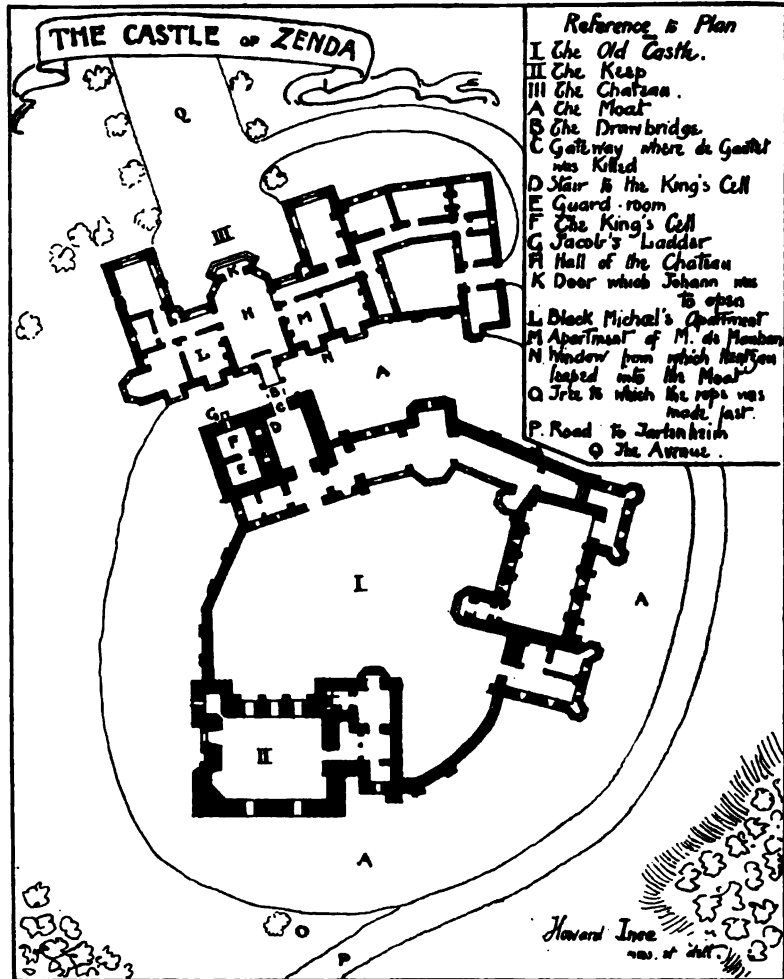 THE CASTLE OF ZENDA
Reference to Plan
I The Old Castle.
II The Keep
III The Chateau.
A The Moat
B The Drawbridge
C Gateway where de Gautet
was Killed
D Stair to the King's Cell
E Guard-room
F The King's Cell
G Jacob's Ladder
H Hall of the Chateau
K Door which Johann was
to open
L Black Michael's Apartment
M Apartment of M. de Mauban
N Window from which Hentzau
leaped into the Moat
O Tree to which the rope was
made fast.
P. Road to Tarlenheim
Q The Avenue.
Q
III
K
H
M
L
N
A
B
C
G
D
F
E
I
A
II
A
O
P
Howard Ince